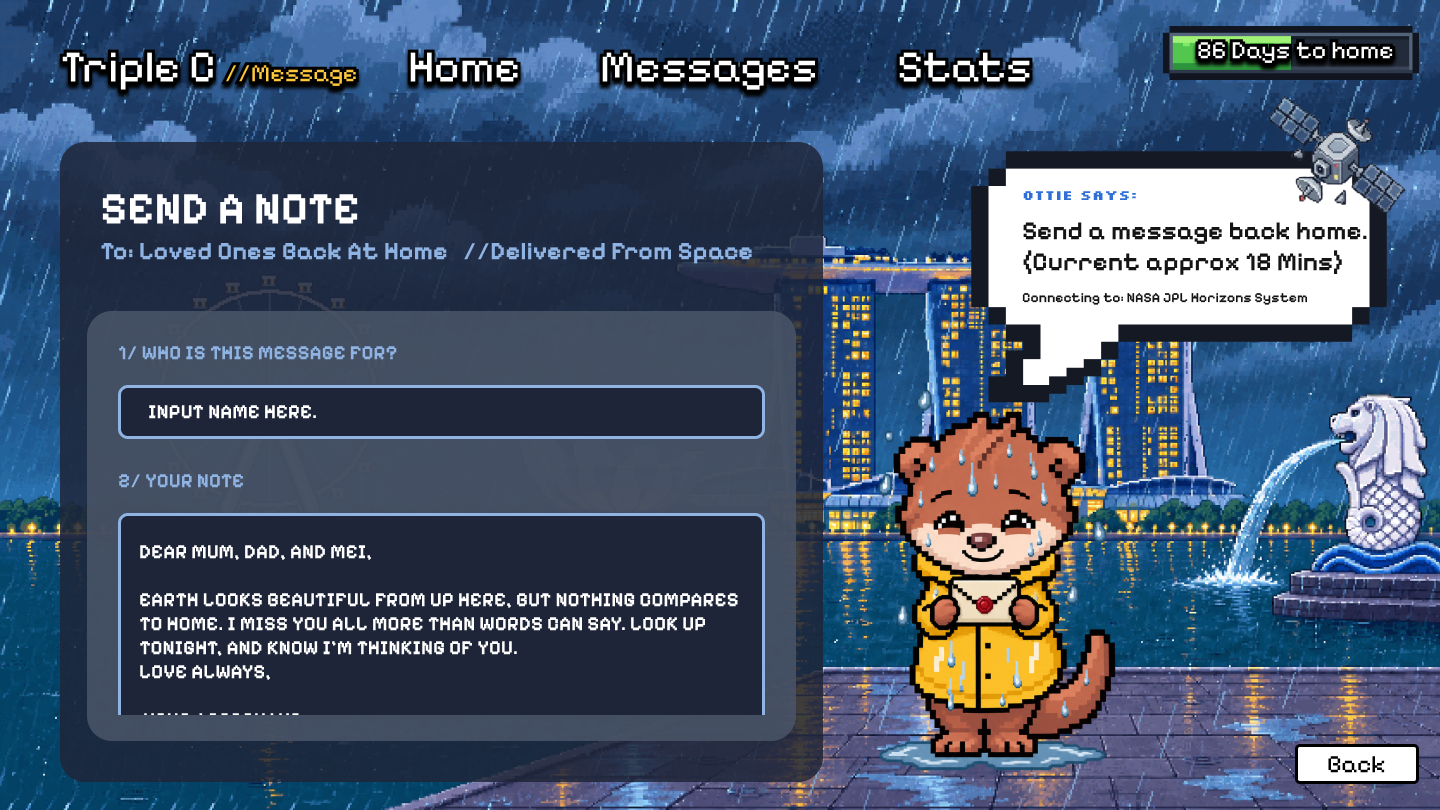 Triple C //Message
Home
Messages
Stats
86 Days to home
SEND A NOTE
To: Loved Ones Back At Home //Delivered From Space
1/ WHO IS THIS MESSAGE FOR?
INPUT NAME HERE.
2/ YOUR NOTE
DEAR MUM, DAD, AND MEI,
EARTH LOOKS BEAUTIFUL FROM UP HERE, BUT NOTHING COMPARES
TO HOME. I MISS YOU ALL MORE THAN WORDS CAN SAY. LOOK UP
TONIGHT, AND KNOW I'M THINKING OF YOU.
LOVE ALWAYS,
OTTIE SAYS:
Send a message back home.
{Current approx 18 Mins}
Connecting to: NASA JPL Horizons System
Back